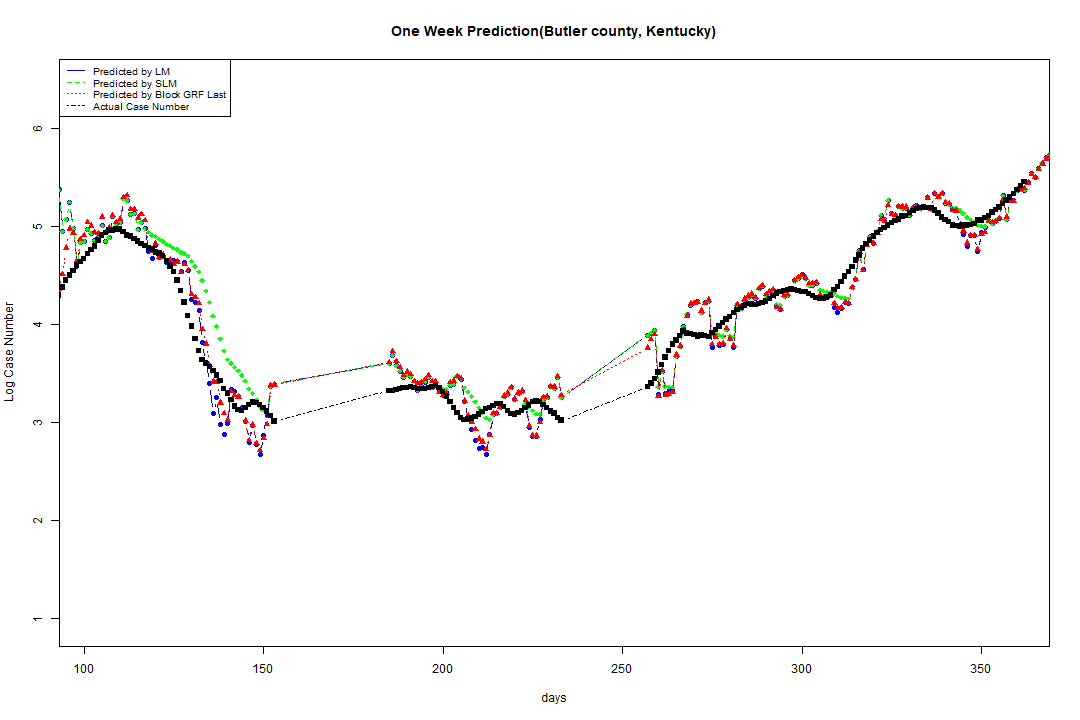 One Week Prediction(Butler county, Kentucky)
Predicted by LM
Predicted by SLM
Predicted by Block GRF Last
Actual Case Number
6
5
4
3
2
1
Log Case Number
100 150 200 250 300 350
days